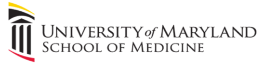 UNIVERSITY of MARYLAND
SCHOOL OF MEDICINE